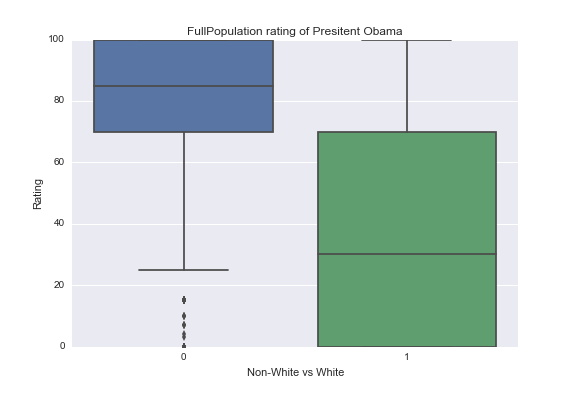 FullPopulation rating of Presitent Obama
100
80
60
40
20
0
Rating
0 1
Non-White vs White